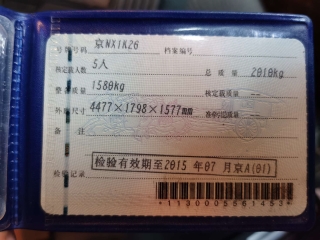 号牌号码 京NX1K26 档案编号
核定载人数 5人 总质量 2010kg
整备质量 1580kg 核定载质量 --
外廓尺寸 4477×1798×1577mm 准牵引总质量 --
备注
检验记录 检验有效期至2015年07月京A(01)